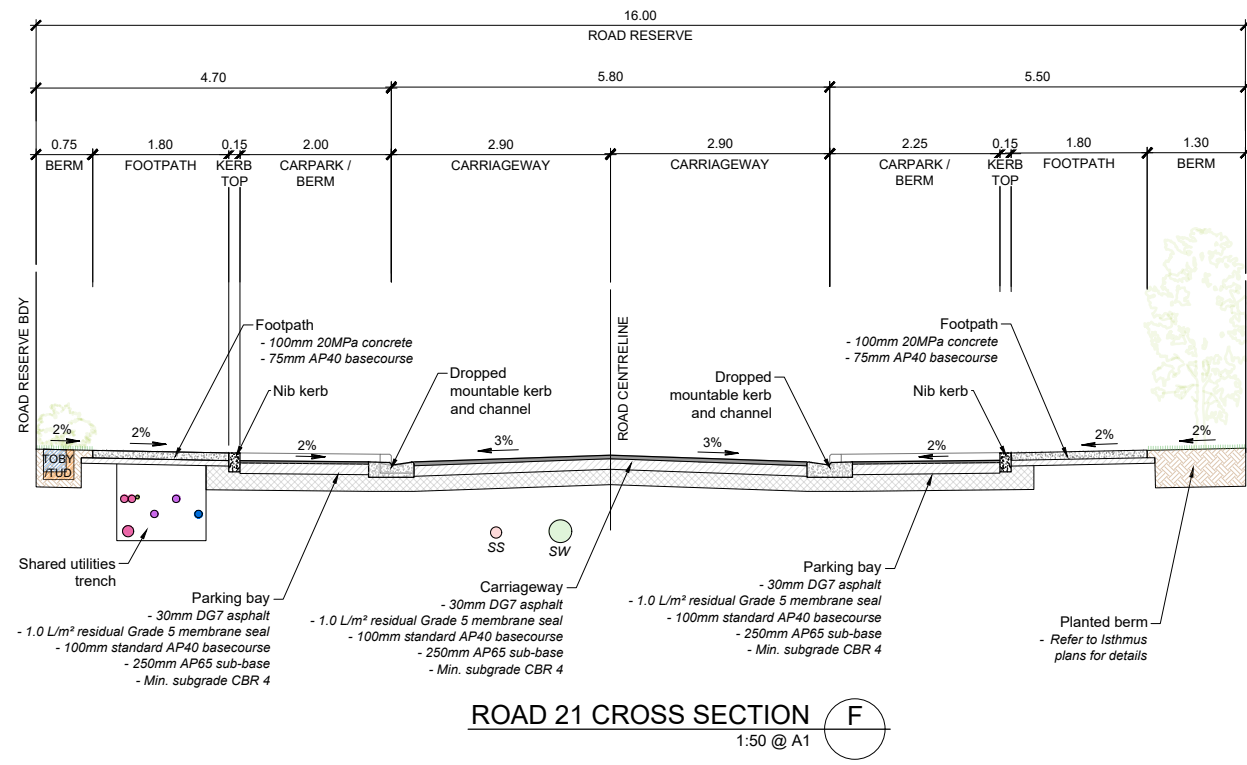 16.00
ROAD RESERVE
4.70
5.80
5.50
0.75
1.80
0.15
2.00
2.90
2.90
2.25
0.15
1.80
1.30
BERM
FOOTPATH
KERB
TOP
CARPARK /
BERM
CARRIAGEWAY
CARRIAGEWAY
CARPARK /
BERM
KERB
TOP
FOOTPATH
BERM
ROAD RESERVE BDY
ROAD CENTRELINE
Footpath
- 100mm 20MPa concrete
- 75mm AP40 basecourse
Nib kerb
Dropped
mountable kerb
and channel
Dropped
mountable kerb
and channel
Footpath
- 100mm 20MPa concrete
- 75mm AP40 basecourse
Nib kerb
2%
2%
2%
3%
3%
2%
2%
2%
TOBY
/TUD
SS
SW
Shared utilities
trench
Parking bay
- 30mm DG7 asphalt
- 1.0 L/m² residual Grade 5 membrane seal
- 100mm standard AP40 basecourse
- 250mm AP65 sub-base
- Min. subgrade CBR 4
Carriageway
- 30mm DG7 asphalt
- 1.0 L/m² residual Grade 5 membrane seal
- 100mm standard AP40 basecourse
- 250mm AP65 sub-base
- Min. subgrade CBR 4
Parking bay
- 30mm DG7 asphalt
- 1.0 L/m² residual Grade 5 membrane seal
- 100mm standard AP40 basecourse
- 250mm AP65 sub-base
- Min. subgrade CBR 4
Planted berm
- Refer to Isthmus
plans for details
ROAD 21 CROSS SECTION
F
1:50 @ A1